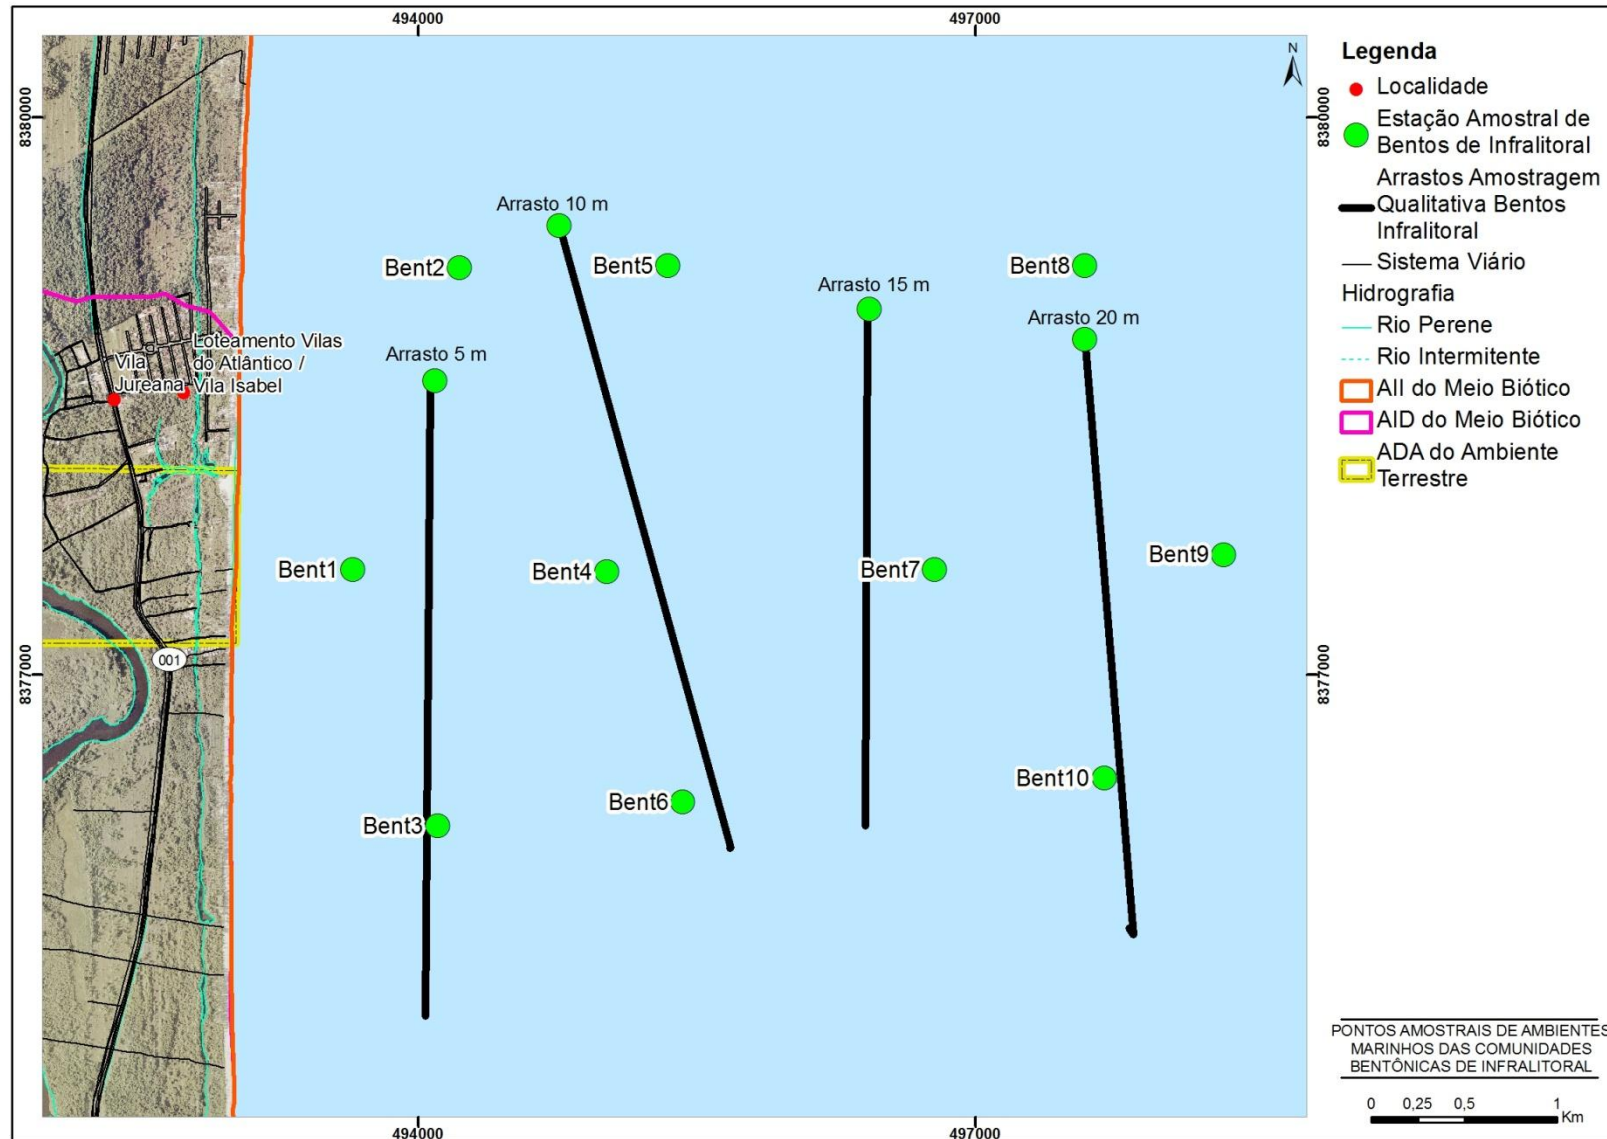 494000
497000
8380000
8380000
N
Legenda
Localidade
Estação Amostral de
Bentos de Infralitoral
Arrastos Amostragem
Qualitativa Bentos
Infralitoral
Sistema Viário
Hidrografia
Rio Perene
Rio Intermitente
AII do Meio Biótico
AID do Meio Biótico
ADA do Ambiente
Terrestre
Arrasto 10 m
Bent2
Bent5
Bent8
Arrasto 15 m
Arrasto 20 m
Arrasto 5 m
Loteamento Vilas
do Atlântico /
Vila Isabel
Vila
Jureana
Bent1
Bent4
Bent7
Bent9
001
8377000
8377000
Bent10
Bent6
Bent3
PONTOS AMOSTRAIS DE AMBIENTES
MARINHOS DAS COMUNIDADES
BENTÔNICAS DE INFRALITORAL
0 0,25 0,5 1
Km
494000
497000